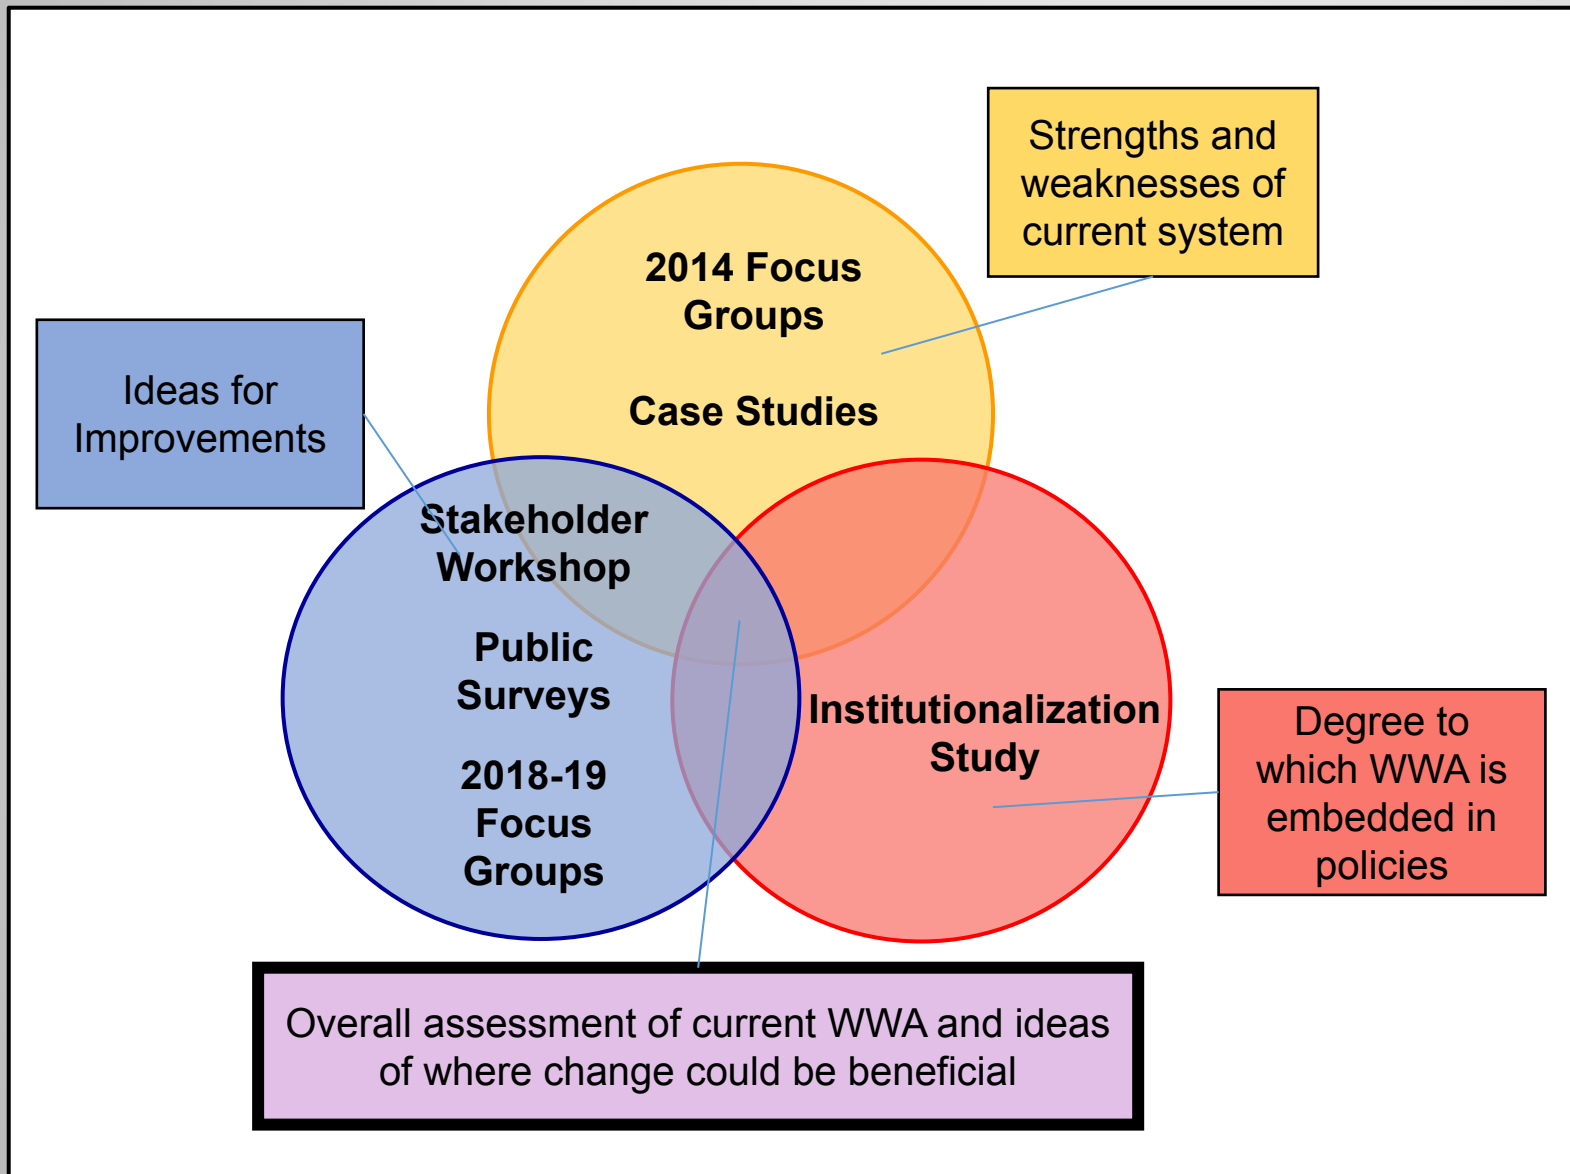 Strengths and
weaknesses of
current system
2014 Focus
Groups
Case Studies
Ideas for
Improvements
Stakeholder
Workshop
Public
Surveys
2018-19
Focus
Groups
Institutionalization
Study
Degree to
which WWA is
embedded in
policies
Overall assessment of current WWA and ideas
of where change could be beneficial